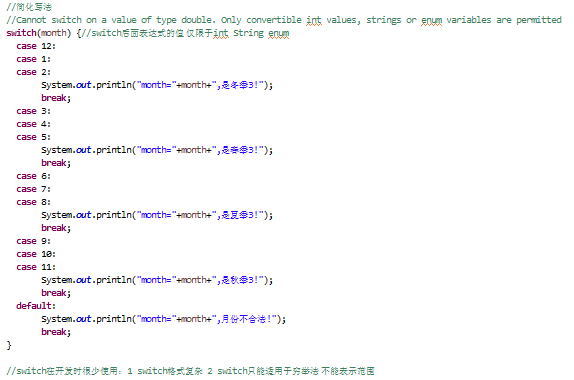 //简化写法
//Cannot switch on a value of type double. Only convertible int values, strings or enum variables are permitted
switch(month) {//switch后面表达式的值 仅限于int String enum
case 12:
case 1:
case 2:
System.out.println("month="+month+",是冬季3!");
break;
case 3:
case 4:
case 5:
System.out.println("month="+month+",是春季3!");
break;
case 6:
case 7:
case 8:
System.out.println("month="+month+",是夏季3!");
break;
case 9:
case 10:
case 11:
System.out.println("month="+month+",是秋季3!");
break;
default:
System.out.println("month="+month+",月份不合法!");
break;
}
//switch在开发时很少使用: 1 switch格式复杂 2 switch只能适用于穷举法 不能表示范围